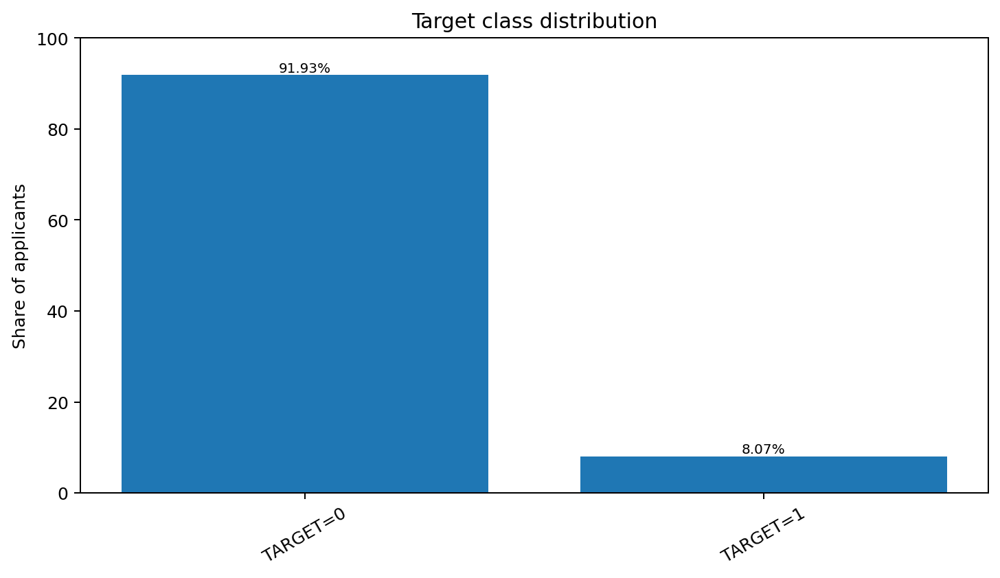 Target class distribution
100
80
60
40
20
0
Share of applicants
91.93%
8.07%
TARGET=0
TARGET=1